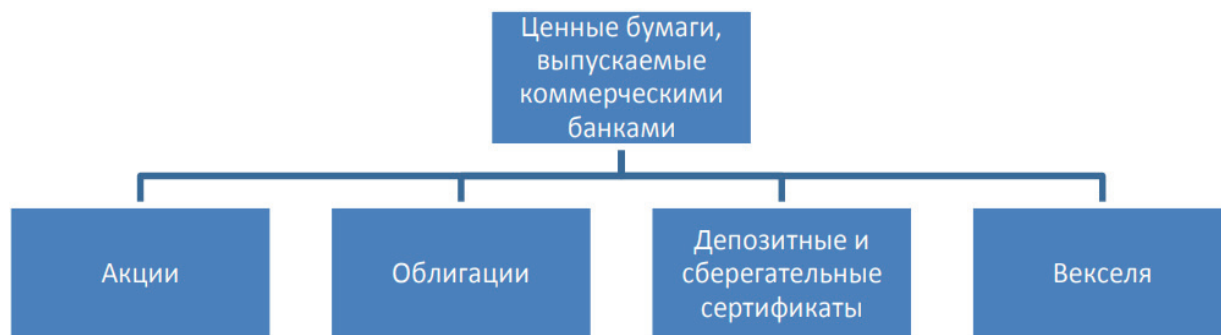 Ценные бумаги,
выпускаемые
коммерческими
банками
Акции
Облигации
Депозитные и
сберегательные
сертификаты
Векселя